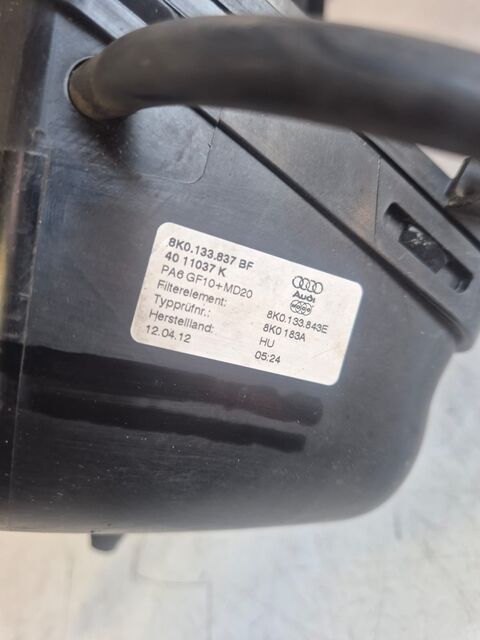 8K0.133.837 BF
40 11037 K
PA6 GF10+MD20
Audi
Filterelement: 8K0.133.843E
Typprüfnr.: 8K0 183A
Herstellland: HU
12.04.12 05:24